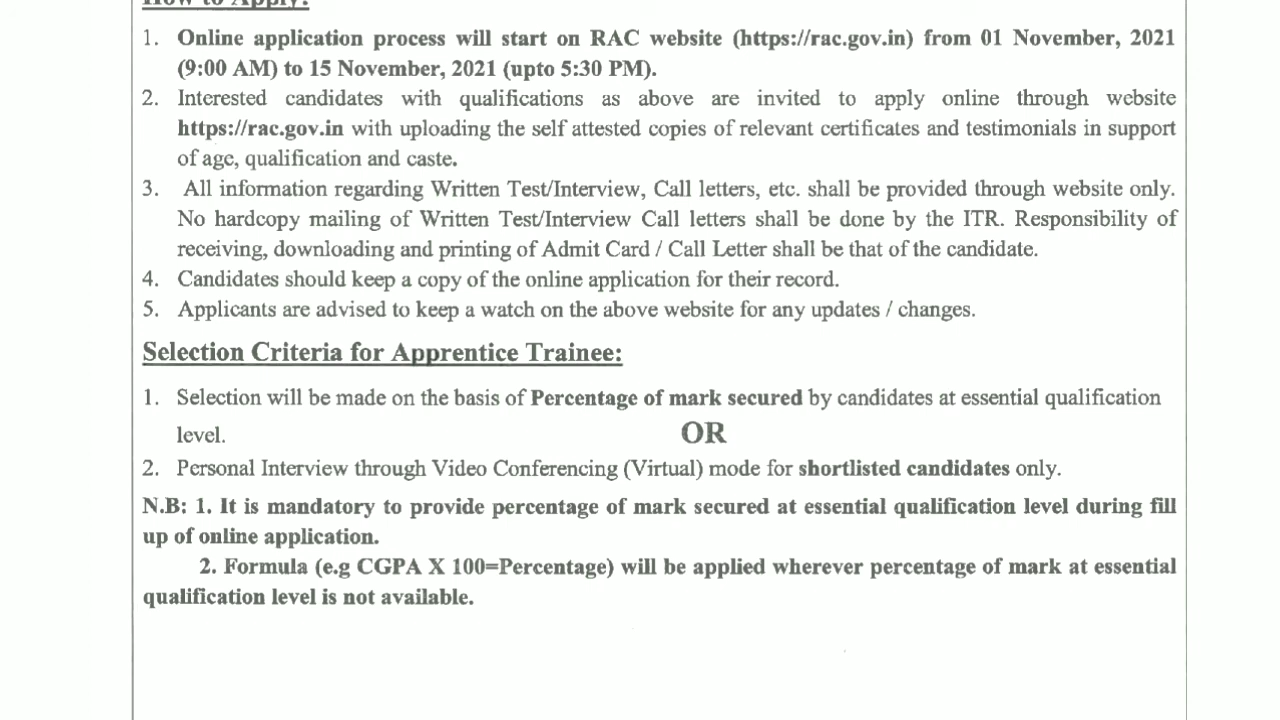 How to Apply:
1. Online application process will start on RAC website (https://rac.gov.in) from 01 November, 2021
(9:00 AM) to 15 November, 2021 (upto 5:30 PM).
2. Interested candidates with qualifications as above are invited to apply online through website
https://rac.gov.in with uploading the self attested copies of relevant certificates and testimonials in support
of age, qualification and caste.
3. All information regarding Written Test/Interview, Call letters, etc. shall be provided through website only.
No hardcopy mailing of Written Test/Interview Call letters shall be done by the ITR. Responsibility of
receiving, downloading and printing of Admit Card / Call Letter shall be that of the candidate.
4. Candidates should keep a copy of the online application for their record.
5. Applicants are advised to keep a watch on the above website for any updates / changes.
Selection Criteria for Apprentice Trainee:
1. Selection will be made on the basis of Percentage of mark secured by candidates at essential qualification
level. OR
2. Personal Interview through Video Conferencing (Virtual) mode for shortlisted candidates only.
N.B: 1. It is mandatory to provide percentage of mark secured at essential qualification level during fill
up of online application.
2. Formula (e.g CGPA X 100=Percentage) will be applied wherever percentage of mark at essential
qualification level is not available.